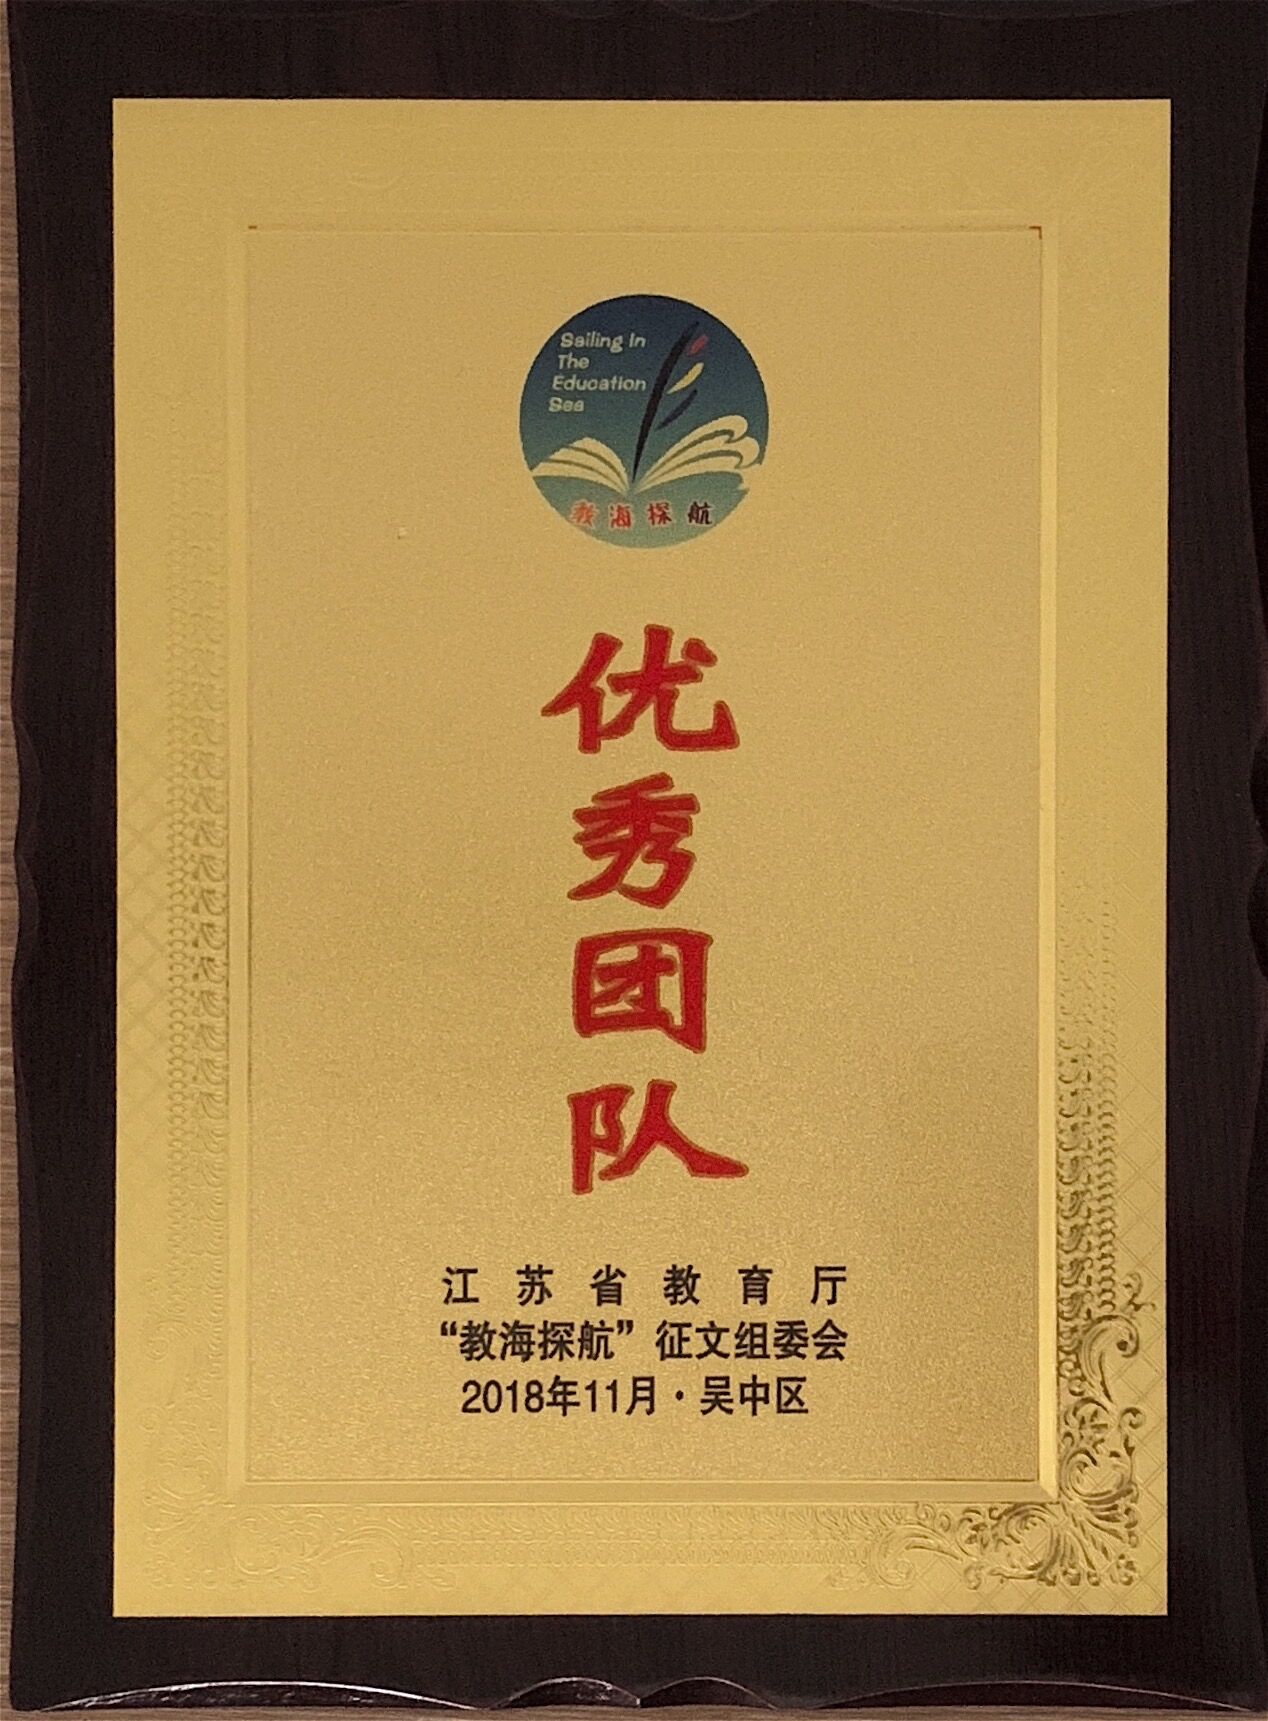 Sailing In
The
Education
Sea
教海探航
优
秀
团
队
江苏省教育厅
“教海探航”征文组委会
2018年11月·吴中区